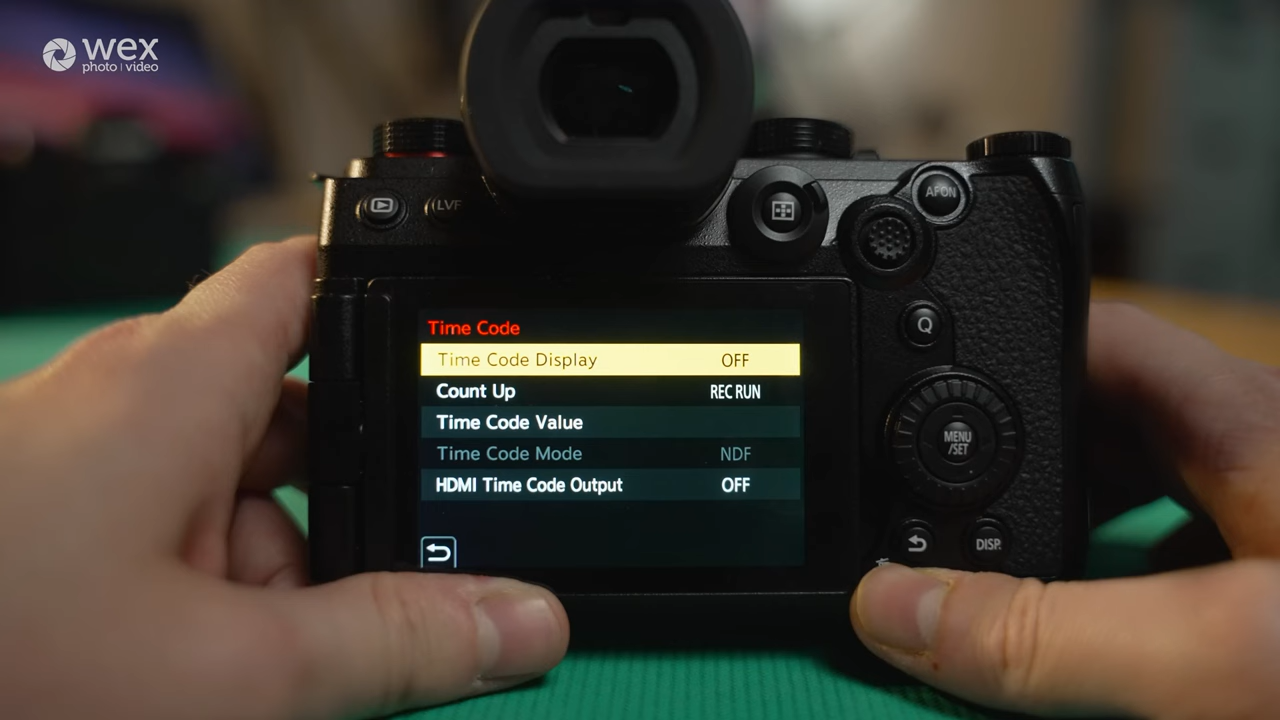 wex
photo | video
LVF
AF ON
Q
Time Code
Time Code Display OFF
Count Up REC RUN
Time Code Value
Time Code Mode NDF
HDMI Time Code Output OFF
MENU
/SET
DISP.